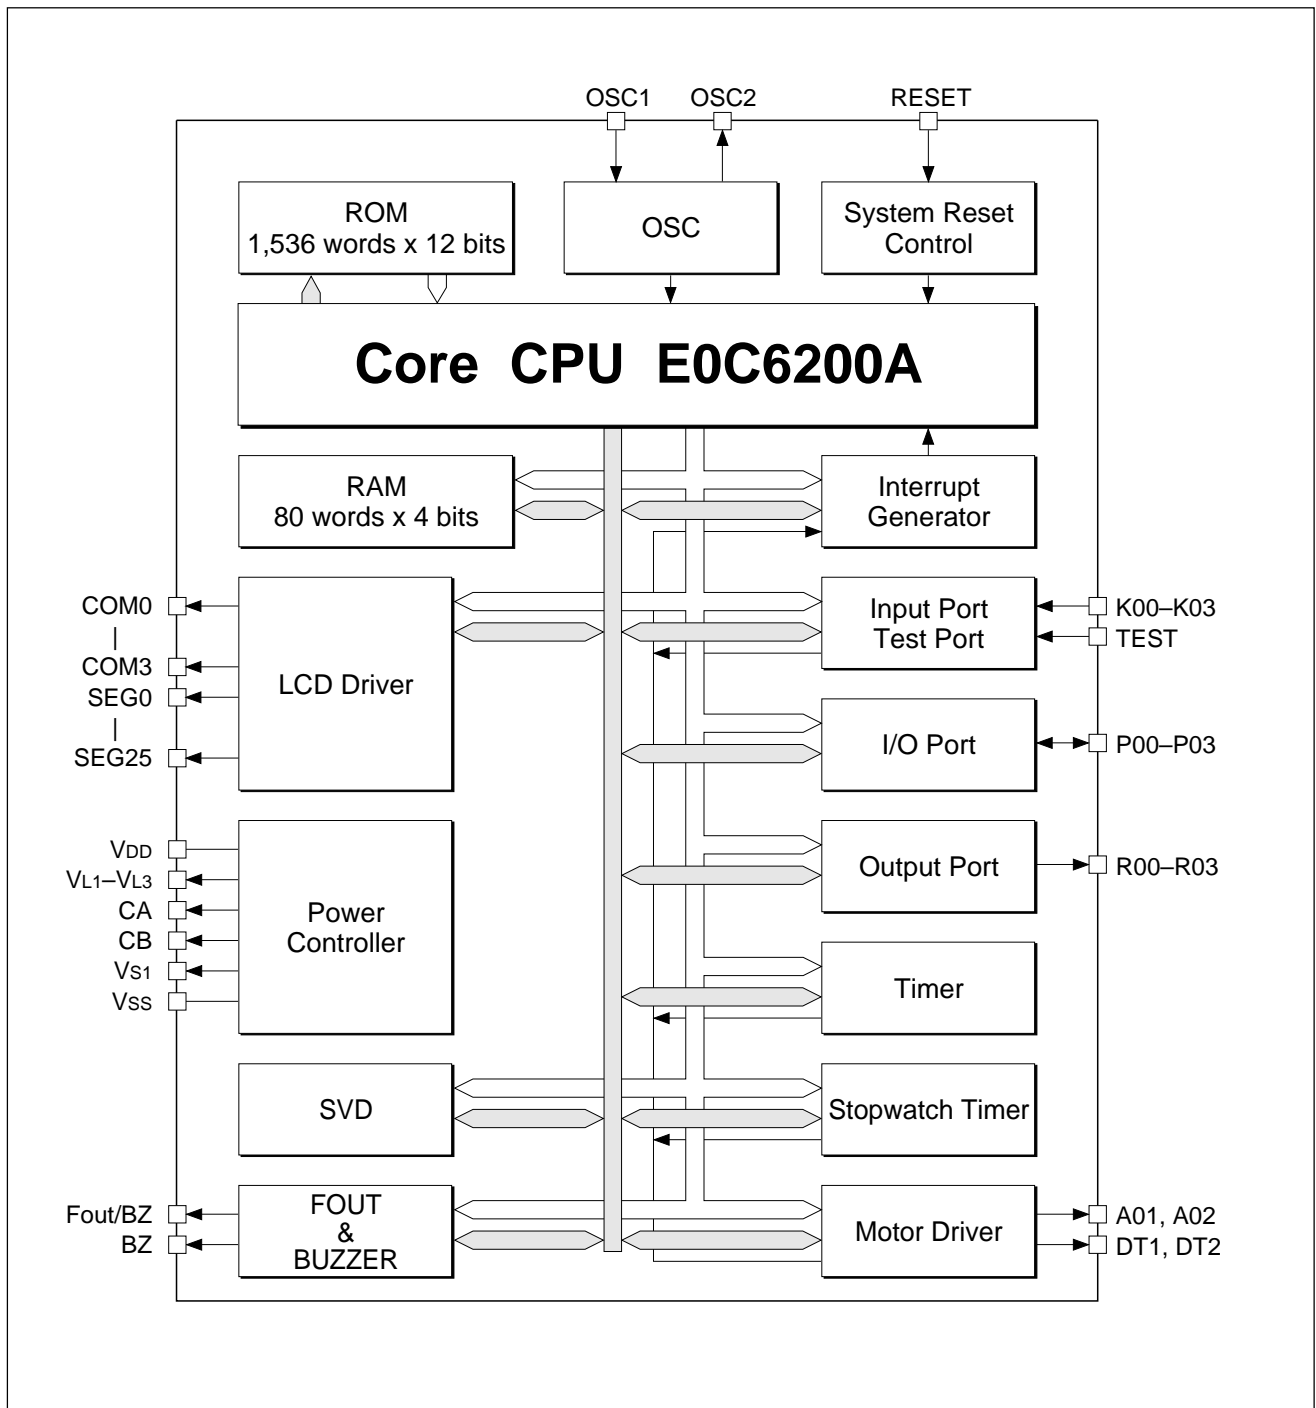 OSC1
OSC2
RESET
ROM
1,536 words x 12 bits
OSC
System Reset
Control
Core CPU E0C6200A
RAM
80 words x 4 bits
Interrupt
Generator
COM0
|
COM3
SEG0
|
SEG25
LCD Driver
Input Port
Test Port
K00–K03
TEST
I/O Port
P00–P03
VDD
VL1–VL3
CA
CB
VS1
VSS
Power
Controller
Output Port
R00–R03
Timer
SVD
Stopwatch Timer
Fout/BZ
BZ
FOUT
&
BUZZER
Motor Driver
A01, A02
DT1, DT2